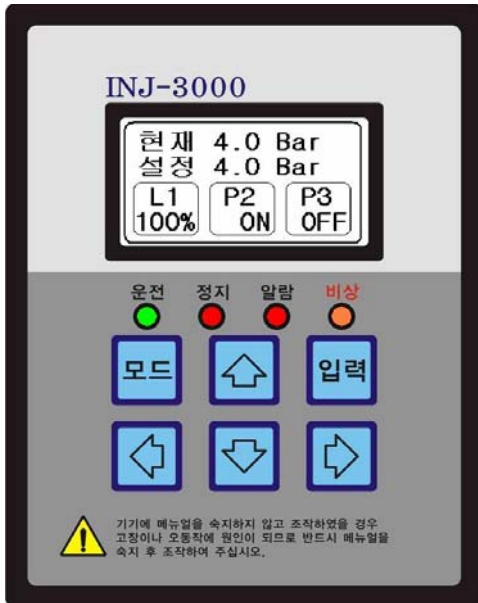 INJ-3000
현재 4.0 Bar
설정 4.0 Bar
L1 P2 P3
100% ON OFF
운전 정지 알람 비상
모드 입력
기기에 메뉴얼을 숙지하지 않고 조작하였을 경우
고장이나 오동작에 원인이 되므로 반드시 메뉴얼을
숙지 후 조작하여 주십시오.